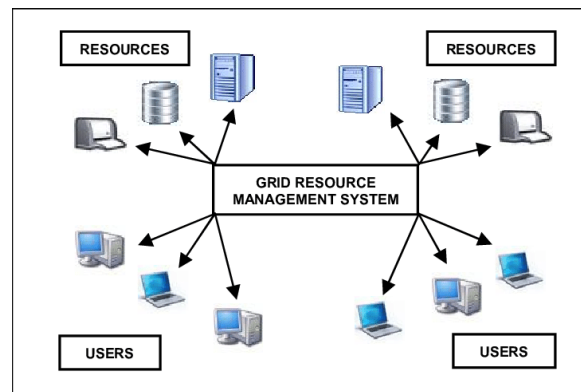 RESOURCES
RESOURCES
GRID RESOURCE
MANAGEMENT SYSTEM
USERS
USERS